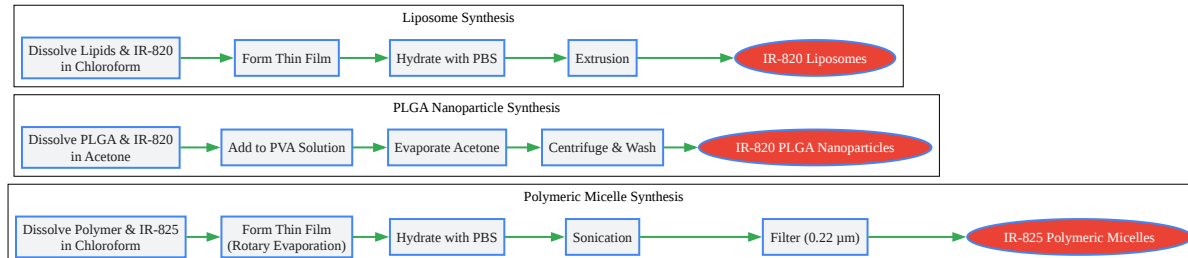 Liposome Synthesis
Dissolve Lipids & IR-820
in Chloroform
Form Thin Film
Hydrate with PBS
Extrusion
IR-820 Liposomes
PLGA Nanoparticle Synthesis
Dissolve PLGA & IR-820
in Acetone
Add to PVA Solution
Evaporate Acetone
Centrifuge & Wash
IR-820 PLGA Nanoparticles
Polymeric Micelle Synthesis
Dissolve Polymer & IR-825
in Chloroform
Form Thin Film
(Rotary Evaporation)
Hydrate with PBS
Sonication
Filter (0.22 µm)
IR-825 Polymeric Micelles